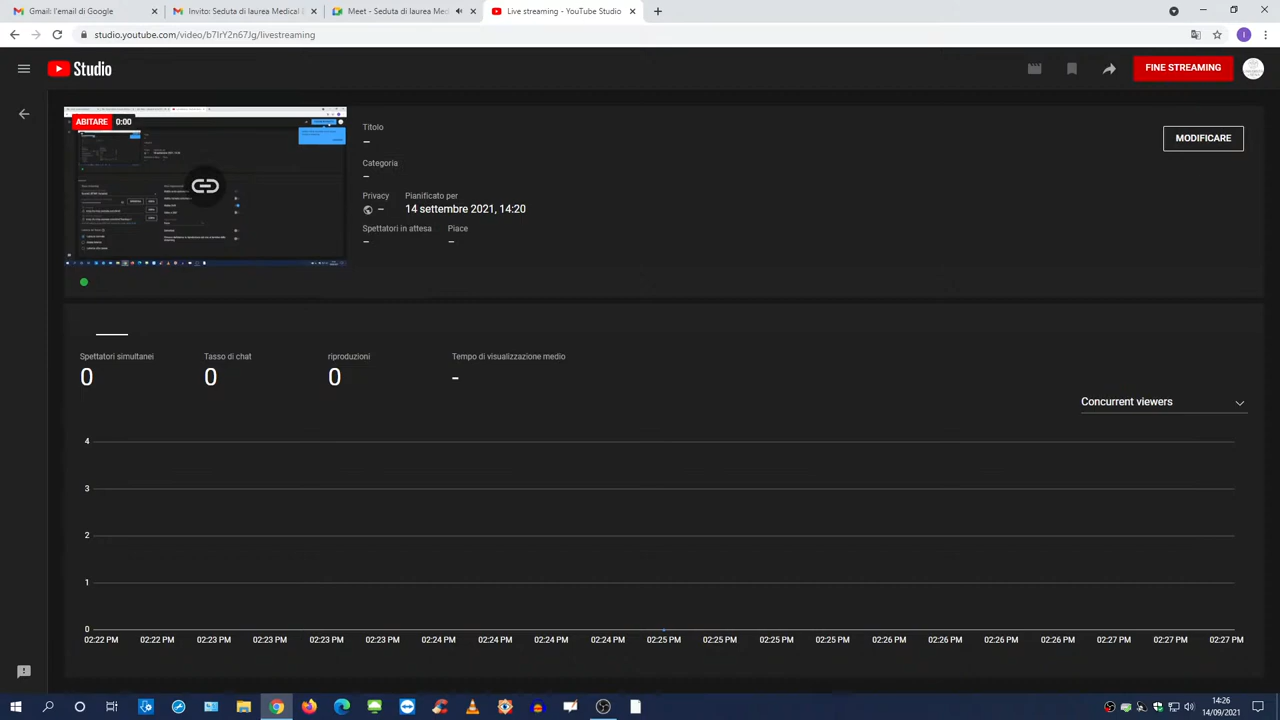 Gmail: l'email di Google
Invito: Seduta di laurea Medical E
Meet - Seduta di laurea Med
Live streaming - YouTube Studio
studio.youtube.com/video/b7IrY2n67Jg/livestreaming
I
Studio
FINE STREAMING
ABITARE
0:00
Titolo
–
MODIFICARE
Categoria
–
Privacy
Pianificato per
–
14 settembre 2021, 14:20
Spettatori in attesa
Piace
–
–
Spettatori simultanei
Tasso di chat
riproduzioni
Tempo di visualizzazione medio
0
0
0
-
Concurrent viewers
4
3
2
1
0
02:22 PM
02:22 PM
02:23 PM
02:23 PM
02:23 PM
02:23 PM
02:24 PM
02:24 PM
02:24 PM
02:24 PM
02:25 PM
02:25 PM
02:25 PM
02:25 PM
02:26 PM
02:26 PM
02:26 PM
02:26 PM
02:27 PM
02:27 PM
02:27 PM
14:26
14/09/2021